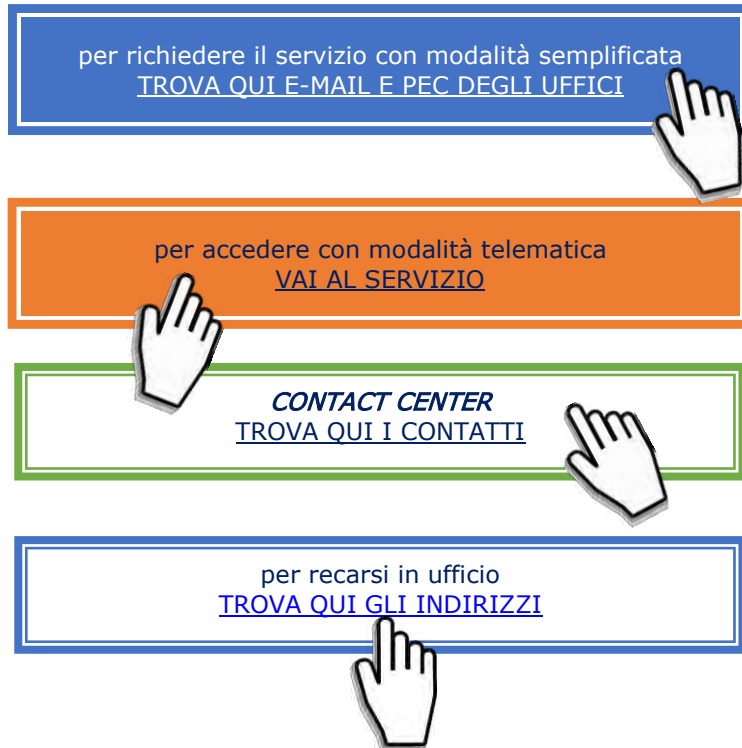 per richiedere il servizio con modalità semplificata
TROVA QUI E-MAIL E PEC DEGLI UFFICI
per accedere con modalità telematica
VAI AL SERVIZIO
CONTACT CENTER
TROVA QUI I CONTATTI
per recarsi in ufficio
TROVA QUI GLI INDIRIZZI